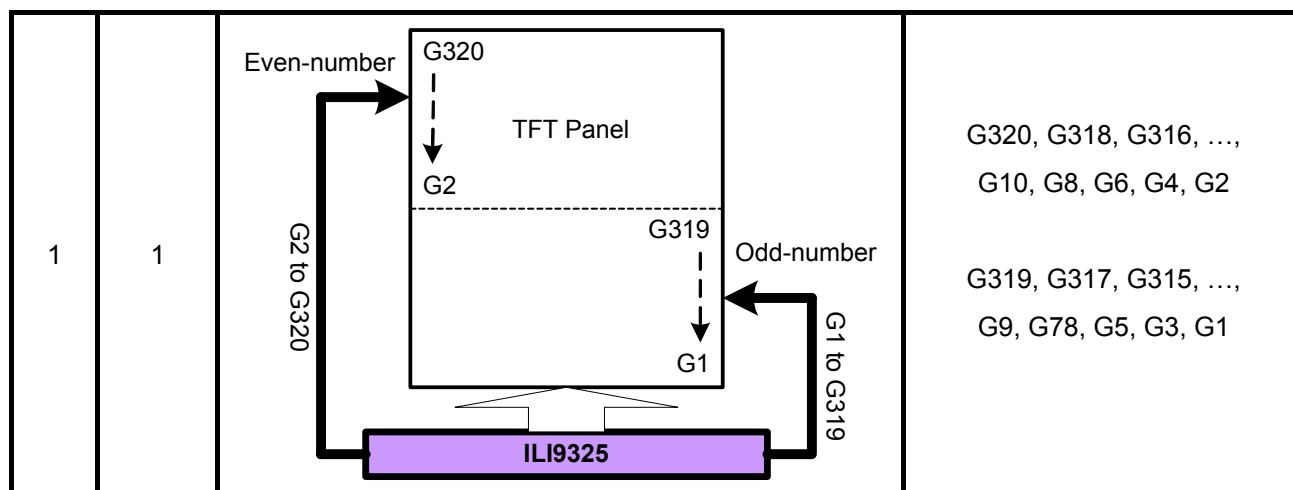 1
1
Even-number
G320
TFT Panel
G2
G319
Odd-number
G1
G2 to G320
G1 to G319
ILI9325
G320, G318, G316, …,
G10, G8, G6, G4, G2
G319, G317, G315, …,
G9, G78, G5, G3, G1